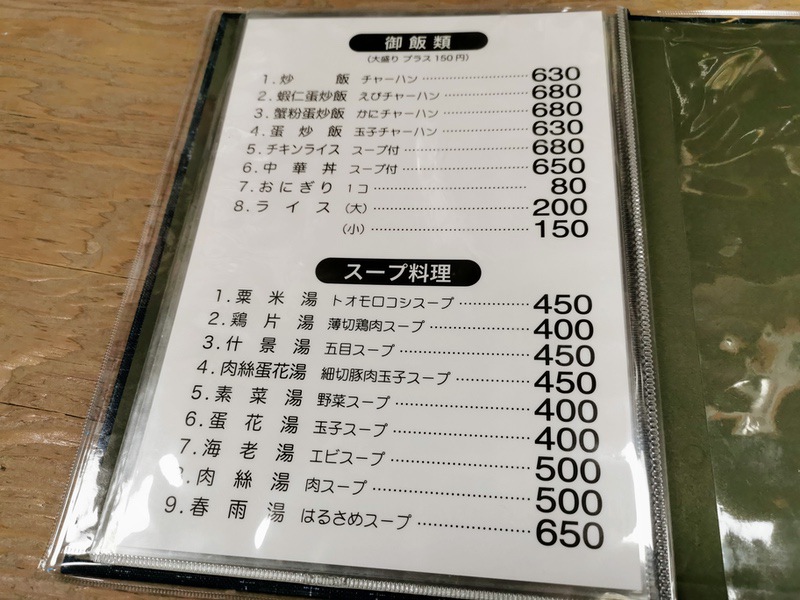 御飯類
(大盛り プラス 150円)
1. 炒飯 チャーハン 630
2. 蝦仁蛋炒飯 えびチャーハン 680
3. 蟹粉蛋炒飯 かにチャーハン 680
4. 蛋炒飯 玉子チャーハン 630
5. チキンライス スープ付 680
6. 中華丼 スープ付 650
7. おにぎり 1コ 80
8. ライス (大) 200
(小) 150
スープ料理
1. 粟米湯 トオモロコシスープ 450
2. 鶏片湯 薄切鶏肉スープ 400
3. 什景湯 五目スープ 450
4. 肉絲蛋花湯 細切豚肉玉子スープ 450
5. 素菜湯 野菜スープ 400
6. 蛋花湯 玉子スープ 400
7. 海老湯 エビスープ 500
8. 肉絲湯 肉スープ 500
9. 春雨湯 はるさめスープ 650